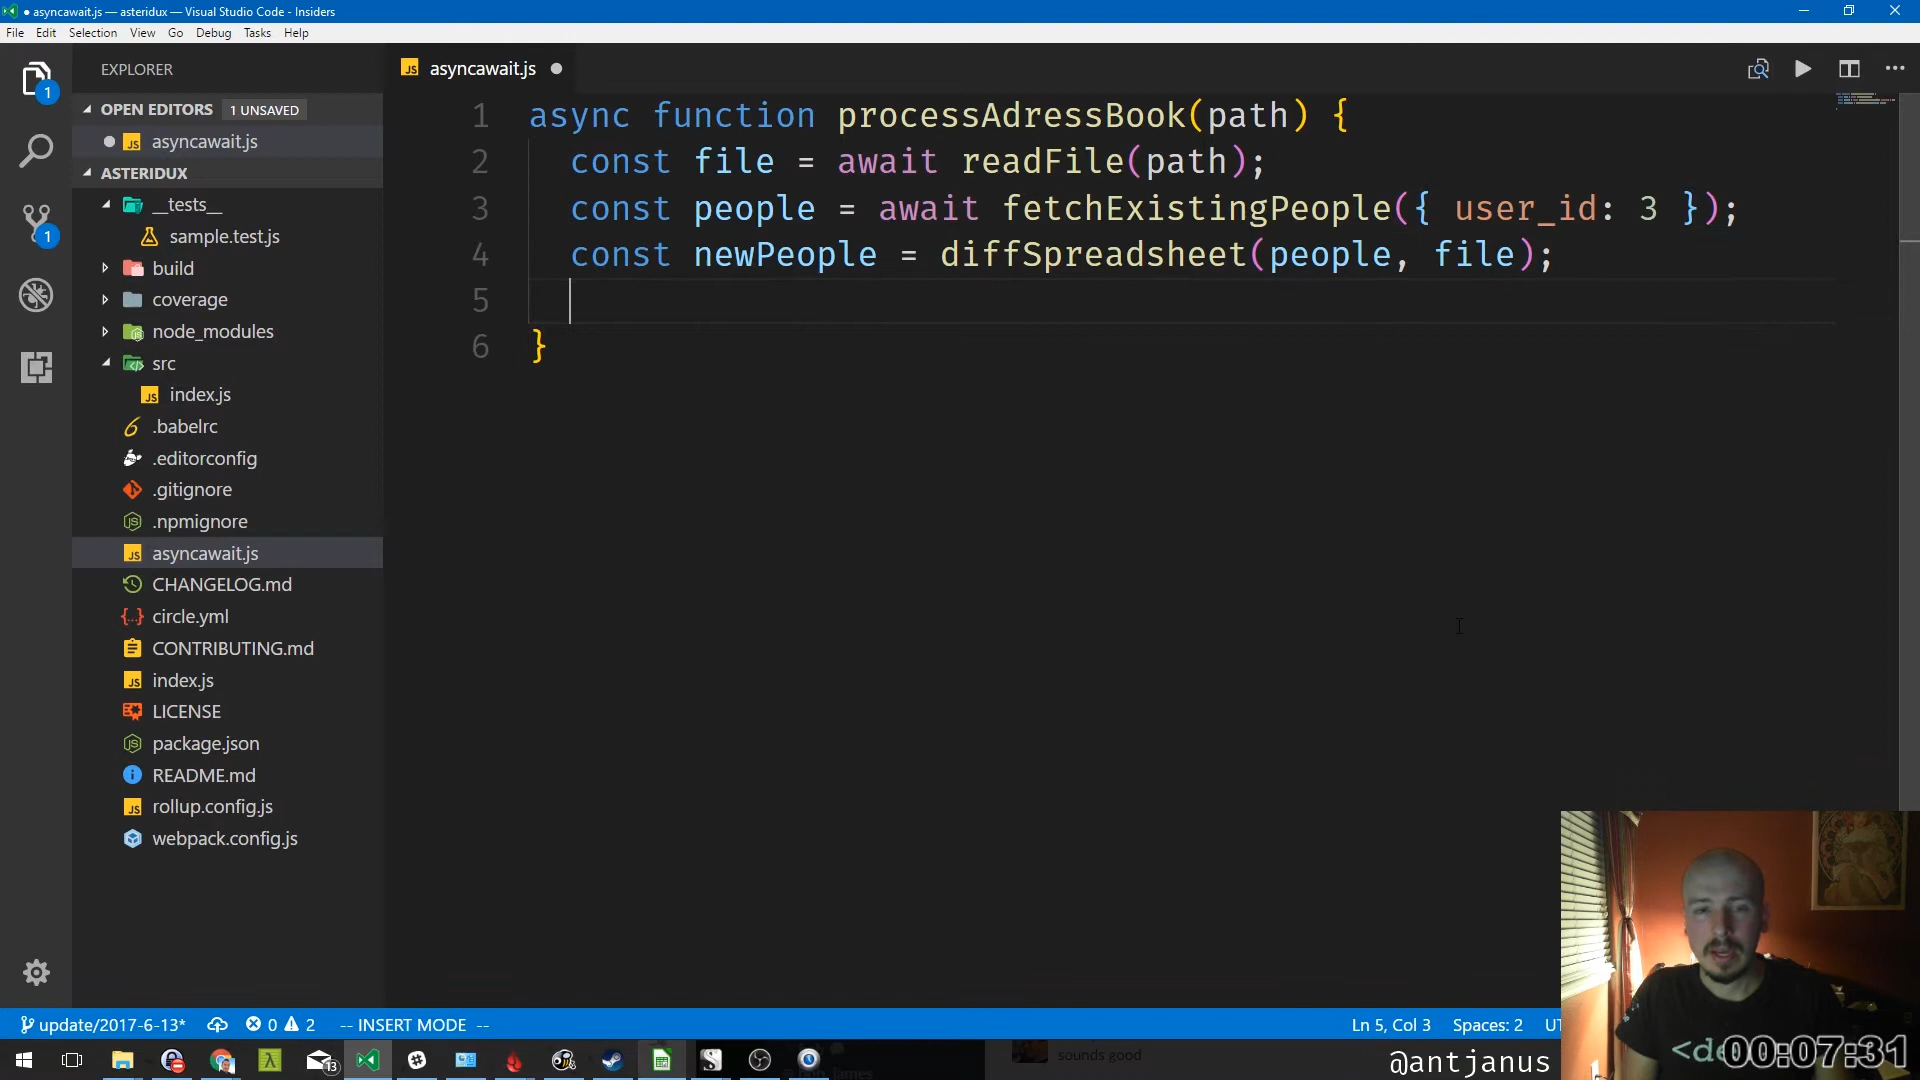 ● asyncawait.js — asteridux — Visual Studio Code - Insiders
File Edit Selection View Go Debug Tasks Help
EXPLORER
OPEN EDITORS 1 UNSAVED
asyncawait.js
ASTERIDUX
__tests__
sample.test.js
build
coverage
node_modules
src
index.js
.babelrc
.editorconfig
.gitignore
.npmignore
asyncawait.js
CHANGELOG.md
circle.yml
CONTRIBUTING.md
index.js
LICENSE
package.json
README.md
rollup.config.js
webpack.config.js
1
1
asyncawait.js
1 async function processAdressBook(path) {
2 const file = await readFile(path);
3 const people = await fetchExistingPeople({ user_id: 3 });
4 const newPeople = diffSpreadsheet(people, file);
5
6 }
update/2017-6-13* 0 2 -- INSERT MODE -- Ln 5, Col 3 Spaces: 2
13
sounds good
@antjanus
<de
00:07:31